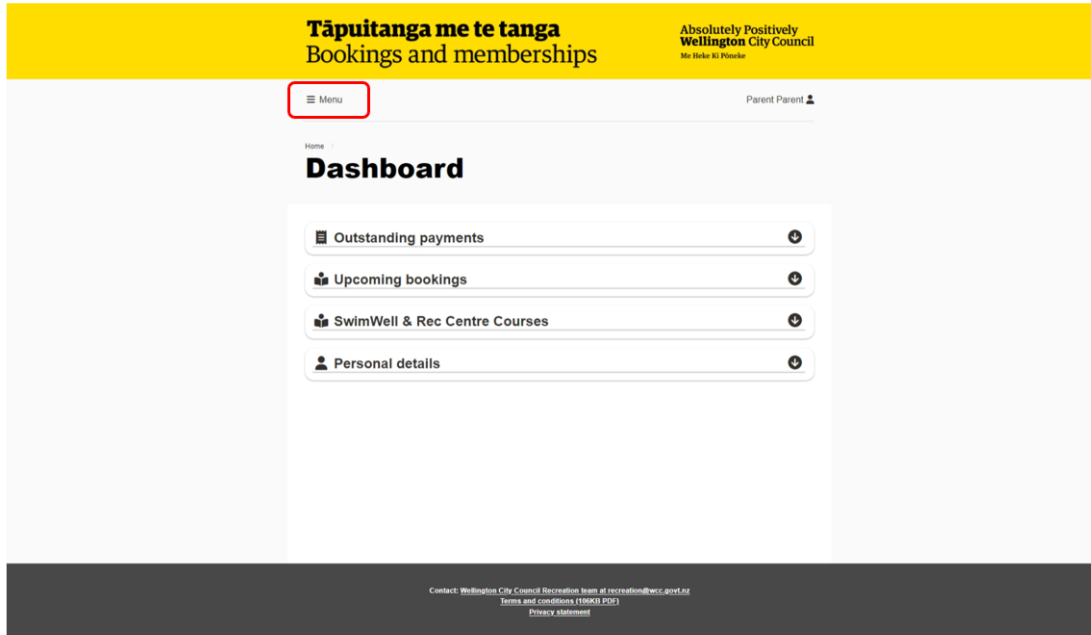 Tāpuitanga me te tanga
Bookings and memberships
Absolutely Positively
Wellington City Council
Me Heke Ki Pōneke
Menu
Parent Parent
Home
Dashboard
Outstanding payments
Upcoming bookings
SwimWell & Rec Centre Courses
Personal details
Contact: Wellington City Council Recreation team at recreation@wcc.govt.nz
Terms and conditions (106KB PDF)
Privacy statement